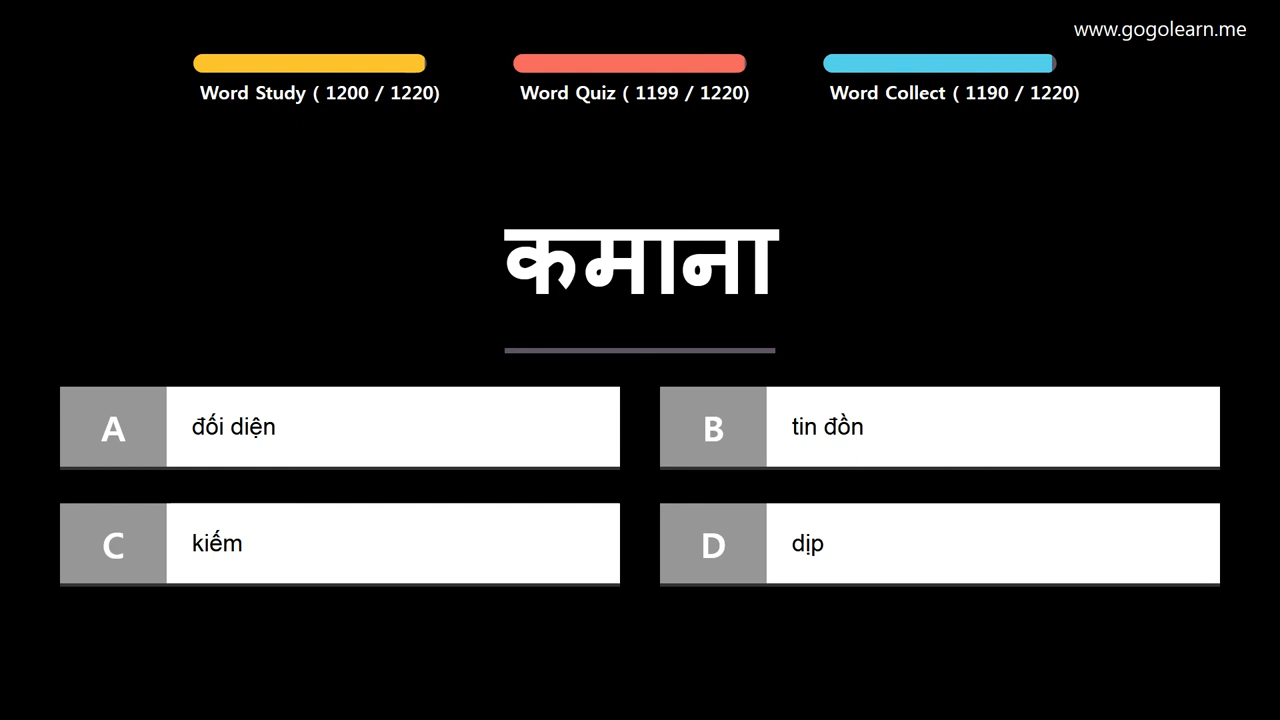 www.gogolearn.me
Word Study ( 1200 / 1220)
Word Quiz ( 1199 / 1220)
Word Collect ( 1190 / 1220)
कमाना
A đối diện
B tin đồn
C kiếm
D dịp